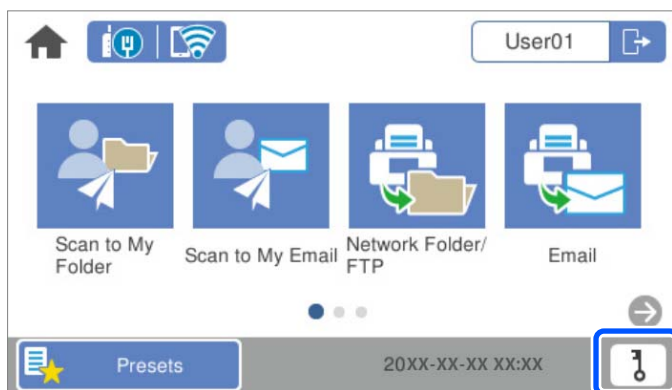 User01
Scan to My
Folder
Scan to My Email
Network Folder/
FTP
Email
Presets
20XX-XX-XX XX:XX